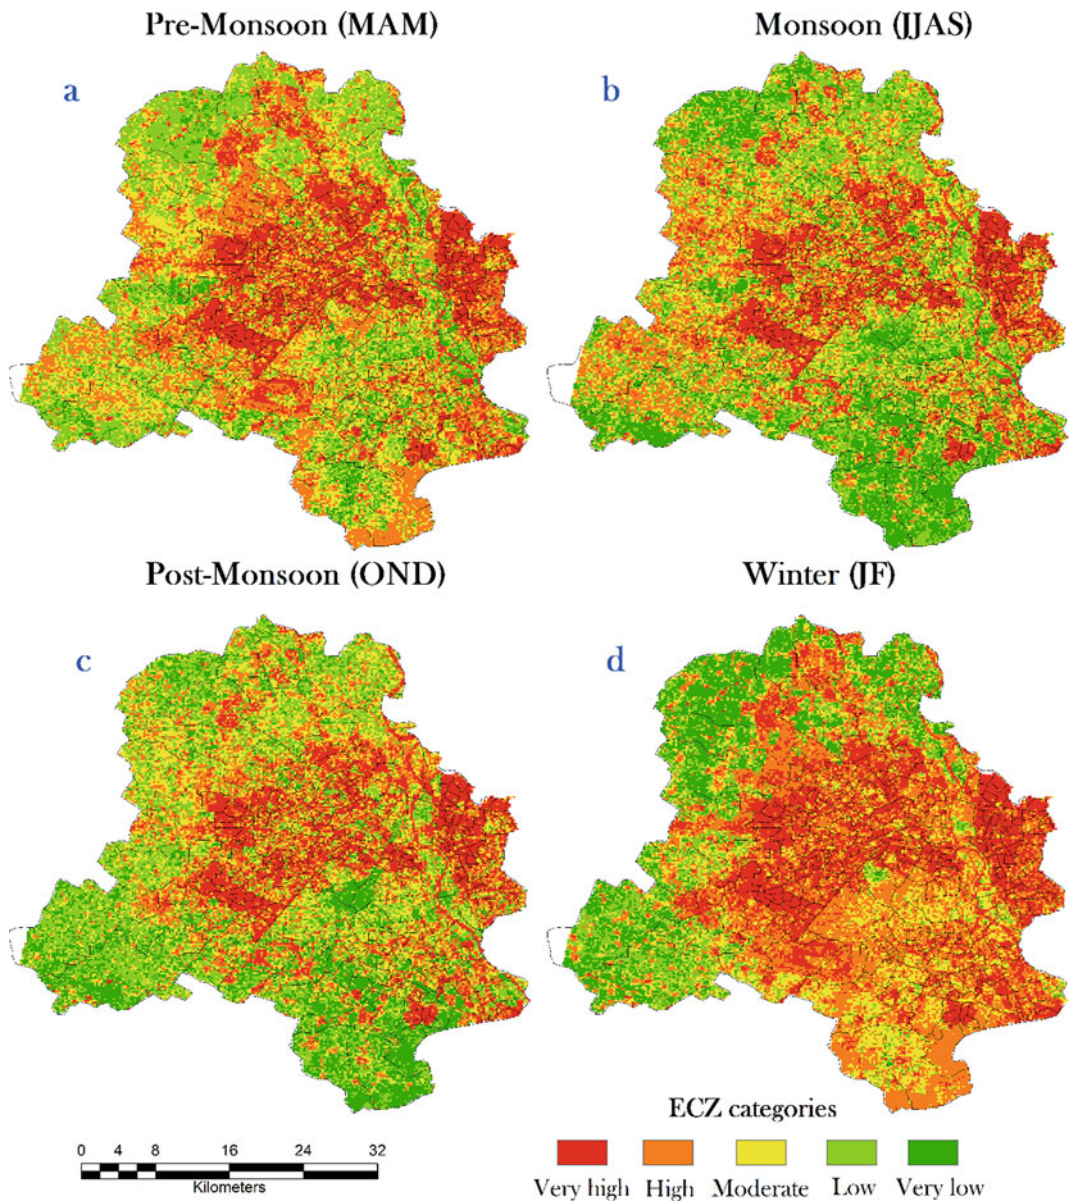 Pre-Monsoon (MAM)
Monsoon (JJAS)
a
b
Post-Monsoon (OND)
Winter (JF)
c
d
ECZ categories
0 4 8 16 24 32
Kilometers
Very high High Moderate Low Very low